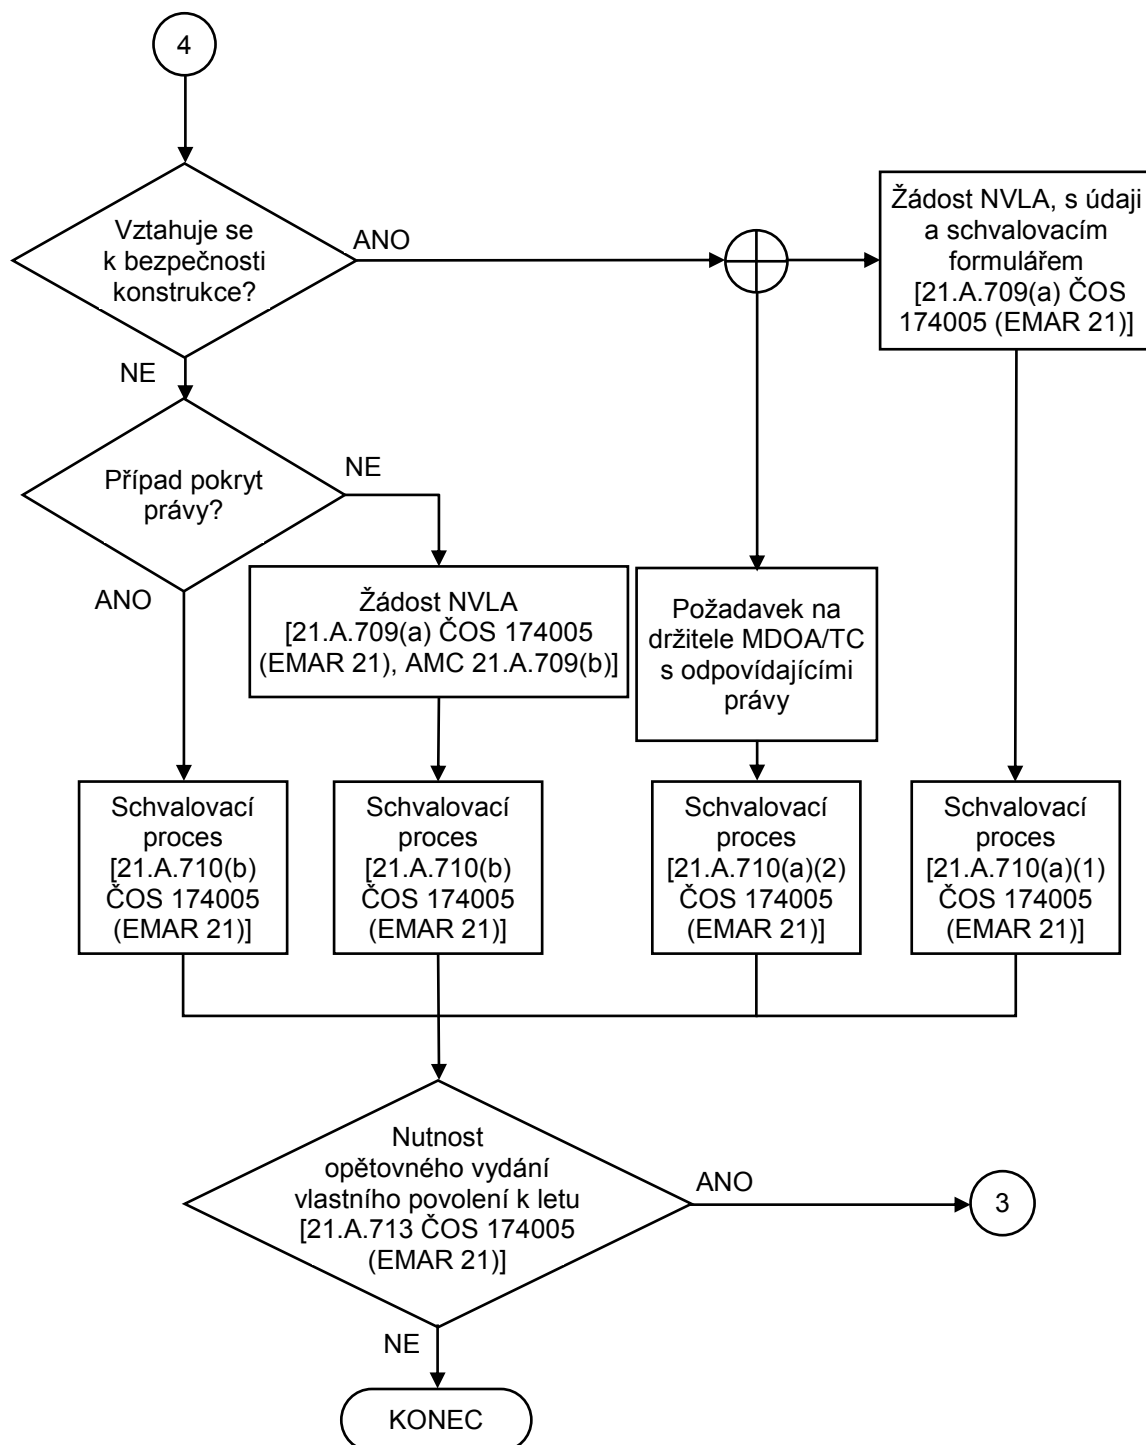 4
Vztahuje se
k bezpečnosti
konstrukce?
ANO
Žádost NVLA, s údaji
a schvalovacím
formulářem
[21.A.709(a) ČOS
174005 (EMAR 21)]
NE
Případ pokryt
právy?
NE
ANO
Žádost NVLA
[21.A.709(a) ČOS 174005
(EMAR 21), AMC 21.A.709(b)]
Požadavek na
držitele MDOA/TC
s odpovídajícími
právy
Schvalovací
proces
[21.A.710(b)
ČOS 174005
(EMAR 21)]
Schvalovací
proces
[21.A.710(b)
ČOS 174005
(EMAR 21)]
Schvalovací
proces
[21.A.710(a)(2)
ČOS 174005
(EMAR 21)]
Schvalovací
proces
[21.A.710(a)(1)
ČOS 174005
(EMAR 21)]
Nutnost
opětovného vydání
vlastního povolení k letu
[21.A.713 ČOS 174005
(EMAR 21)]
ANO
3
NE
KONEC